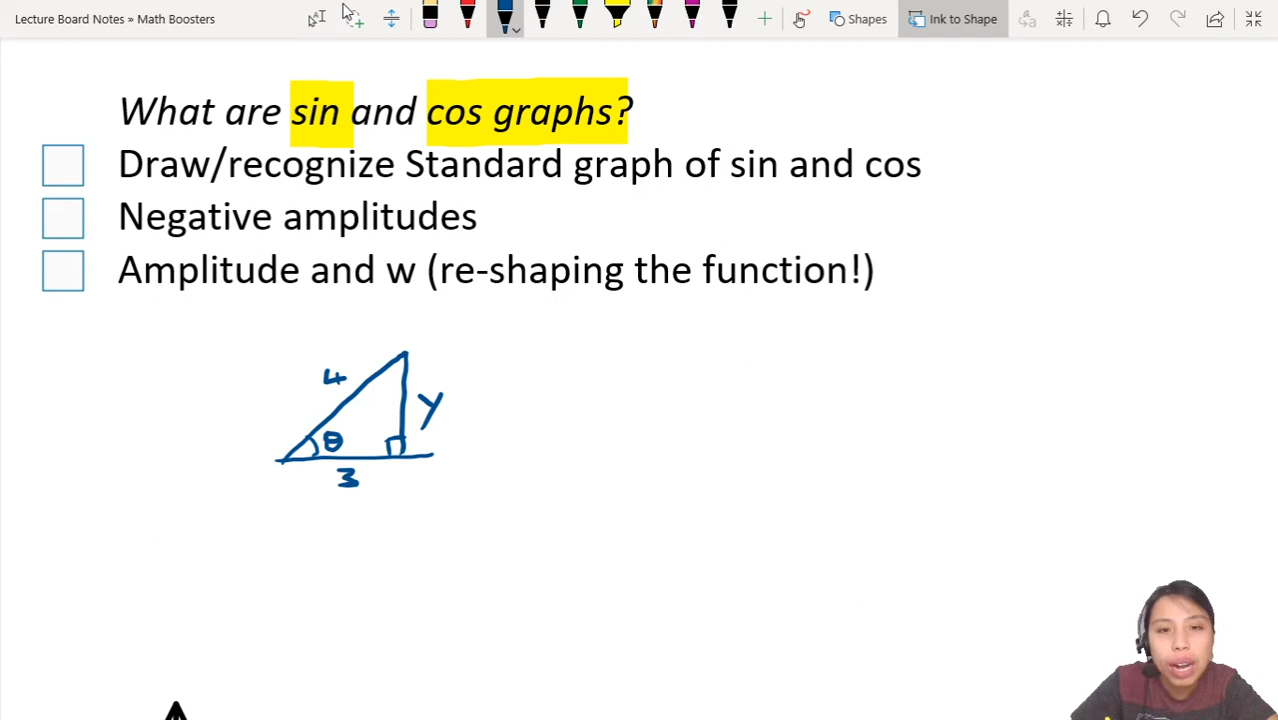 Lecture Board Notes » Math Boosters
Shapes
Ink to Shape
What are sin and cos graphs?
Draw/recognize Standard graph of sin and cos
Negative amplitudes
Amplitude and w (re-shaping the function!)
4
y
θ
3